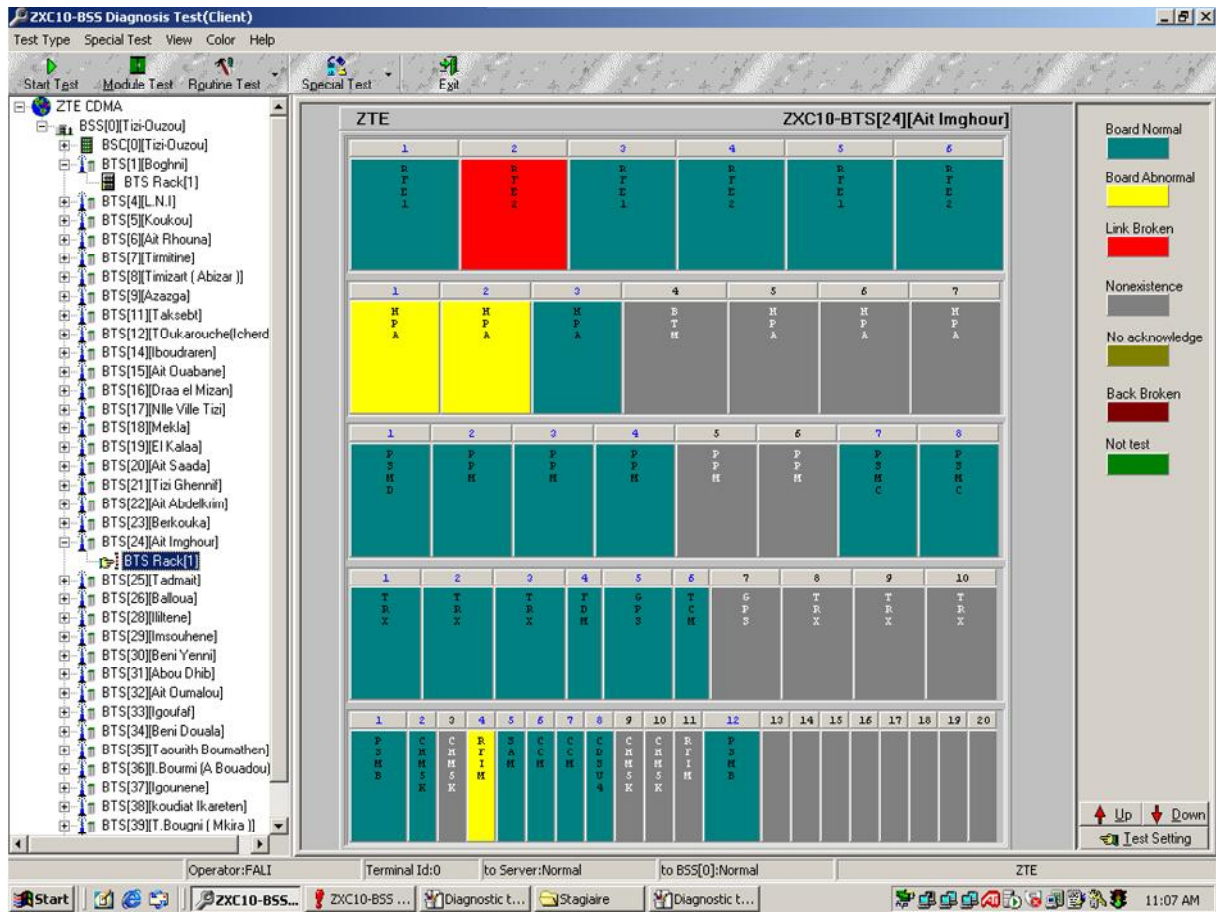 ZXC10-BSS Diagnosis Test(Client)
Test Type Special Test View Color Help
Start Test Module Test Routine Test Special Test Exit
ZTE CDMA
BSS[0][Tizi-Ouzou]
BSC[0][Tizi-Ouzou]
BTS[1][Boghni]
BTS Rack[1]
BTS[4][L.N.I]
BTS[5][Koukou]
BTS[6][Ait Rhouna]
BTS[7][Tirmitine]
BTS[8][Timizart ( Abizar )]
BTS[9][Azazga]
BTS[11][Taksebt]
BTS[12][TOukarouche(Icherd
BTS[14][Iboudraren]
BTS[15][Ait Ouabane]
BTS[16][Draa el Mizan]
BTS[17][Nlle Ville Tizi]
BTS[18][Mekla]
BTS[19][El Kalaa]
BTS[20][Ait Saada]
BTS[21][Tizi Ghennif]
BTS[22][Ait Abdelkrim]
BTS[23][Berkouka]
BTS[24][Ait Imghour]
BTS Rack[1]
BTS[25][Tadmait]
BTS[26][Balloua]
BTS[28][Illiltene]
BTS[29][Imsouhene]
BTS[30][Beni Yenni]
BTS[31][Abou Dhib]
BTS[32][Ait Oumalou]
BTS[33][Igoufaf]
BTS[34][Beni Douala]
BTS[35][Taourith Boumathen]
BTS[36][I.Bourmi (A Bouadou)
BTS[37][Igounene]
BTS[38][koudiat Ikareten]
BTS[39][T.Bougni ( Mkira )]
ZTE ZXC10-BTS[24][Ait Imghour]
1 2 3 4 5 6
RFE1 RFE2 RFE1 RFE2 RFE1 RFE2
1 2 3 4 5 6 7
HPA HPA HPA BTM HPA HPA HPA
1 2 3 4 5 6 7 8
PSMD PPM PPM PPM PPM PPM PSMC PSMC
1 2 3 4 5 6 7 8 9 10
TRX TRX TRX FDM GPS TCM GPS TRX TRX TRX
1 2 3 4 5 6 7 8 9 10 11 12 13 14 15 16 17 18 19 20
PSMB CHM5K CHM5K RFIM SAM CCM CCM CDSU4 CHM5K CHM5K RFIM PSMB
Board Normal
Board Abnormal
Link Broken
Nonexistence
No acknowledge
Back Broken
Not test
Up Down
Test Setting
Operator:FALI Terminal Id:0 to Server:Normal to BSS[0]:Normal ZTE
Start ZXC10-BSS... ZXC10-BSS ... Diagnostic t... Stagiaire Diagnostic t... 11:07 AM